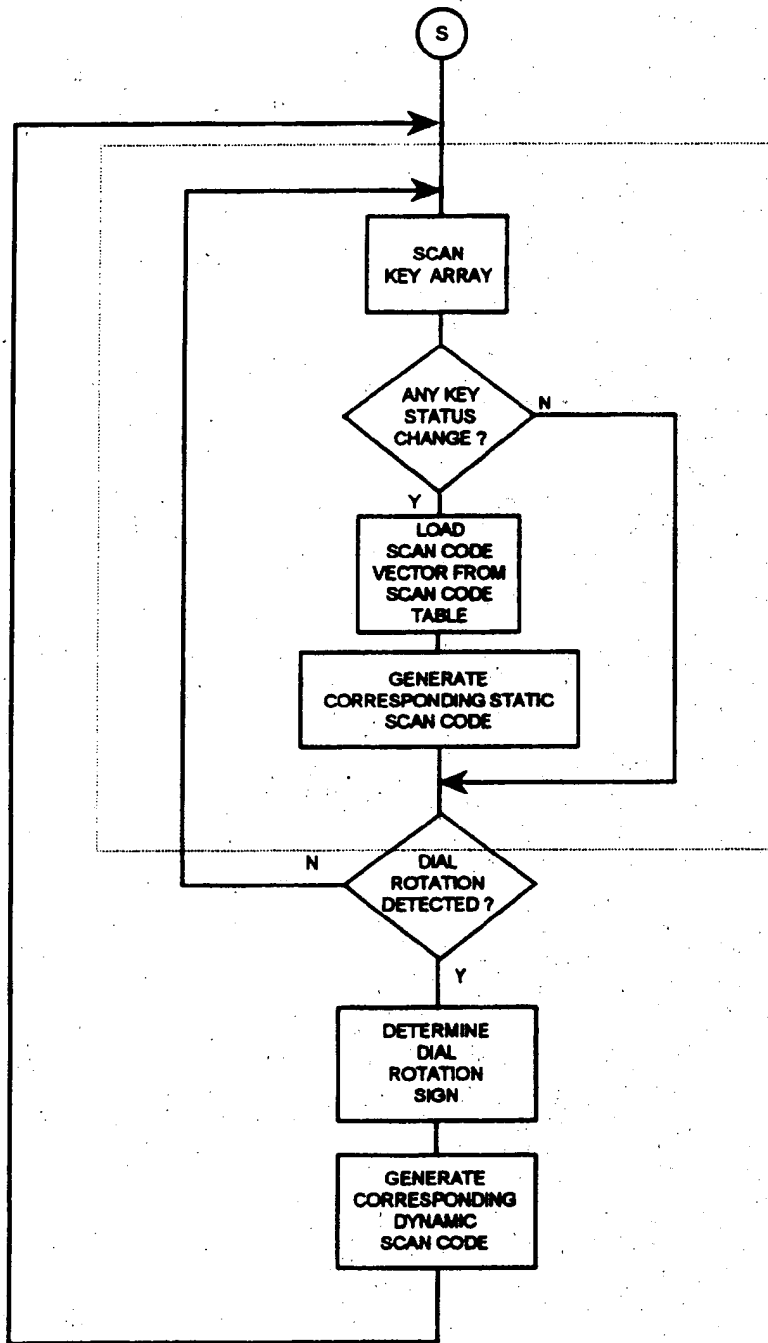 S
SCAN
KEY ARRAY
ANY KEY
STATUS
CHANGE ?
N
Y
LOAD
SCAN CODE
VECTOR FROM
SCAN CODE
TABLE
GENERATE
CORRESPONDING STATIC
SCAN CODE
N
DIAL
ROTATION
DETECTED ?
Y
DETERMINE
DIAL
ROTATION
SIGN
GENERATE
CORRESPONDING
DYNAMIC
SCAN CODE